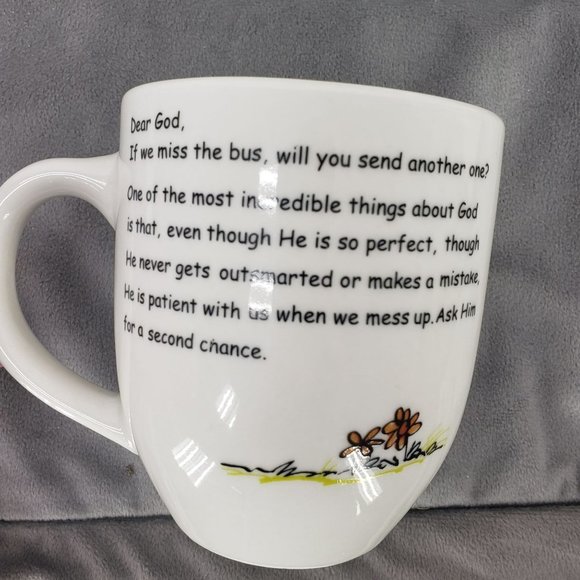 Dear God,
If we miss the bus, will you send another one?
One of the most incredible things about God
is that, even though He is so perfect, though
He never gets outsmarted or makes a mistake,
He is patient with us when we mess up. Ask Him
for a second chance.